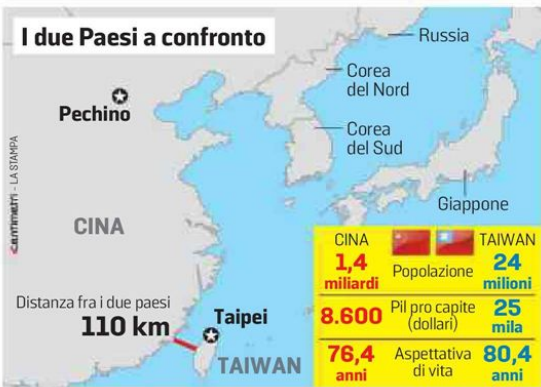 I due Paesi a confronto
Russia
Corea
del Nord
Pechino
Corea
del Sud
centimetri - LA STAMPA
CINA
Giappone
Distanza fra i due paesi
110 km
Taipei
TAIWAN
CINA TAIWAN
1,4 miliardi Popolazione 24 milioni
8.600 Pil pro capite (dollari) 25 mila
76,4 anni Aspettativa di vita 80,4 anni